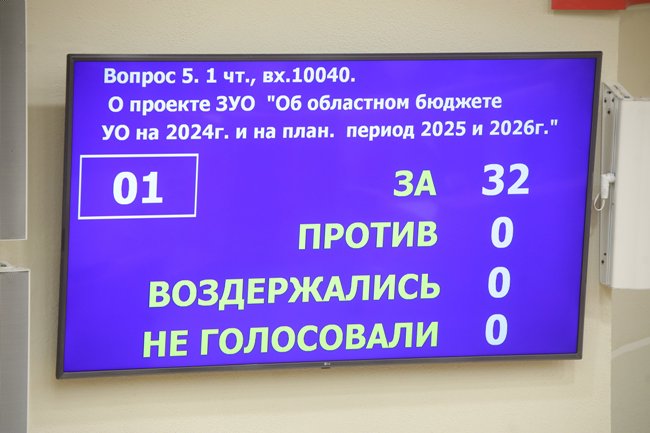 Вопрос 5. 1 чт., вх.10040.
О проекте ЗУО "Об областном бюджете
УО на 2024г. и на план. период 2025 и 2026г."
01
ЗА 32
ПРОТИВ 0
ВОЗДЕРЖАЛИСЬ 0
НЕ ГОЛОСОВАЛИ 0
LG